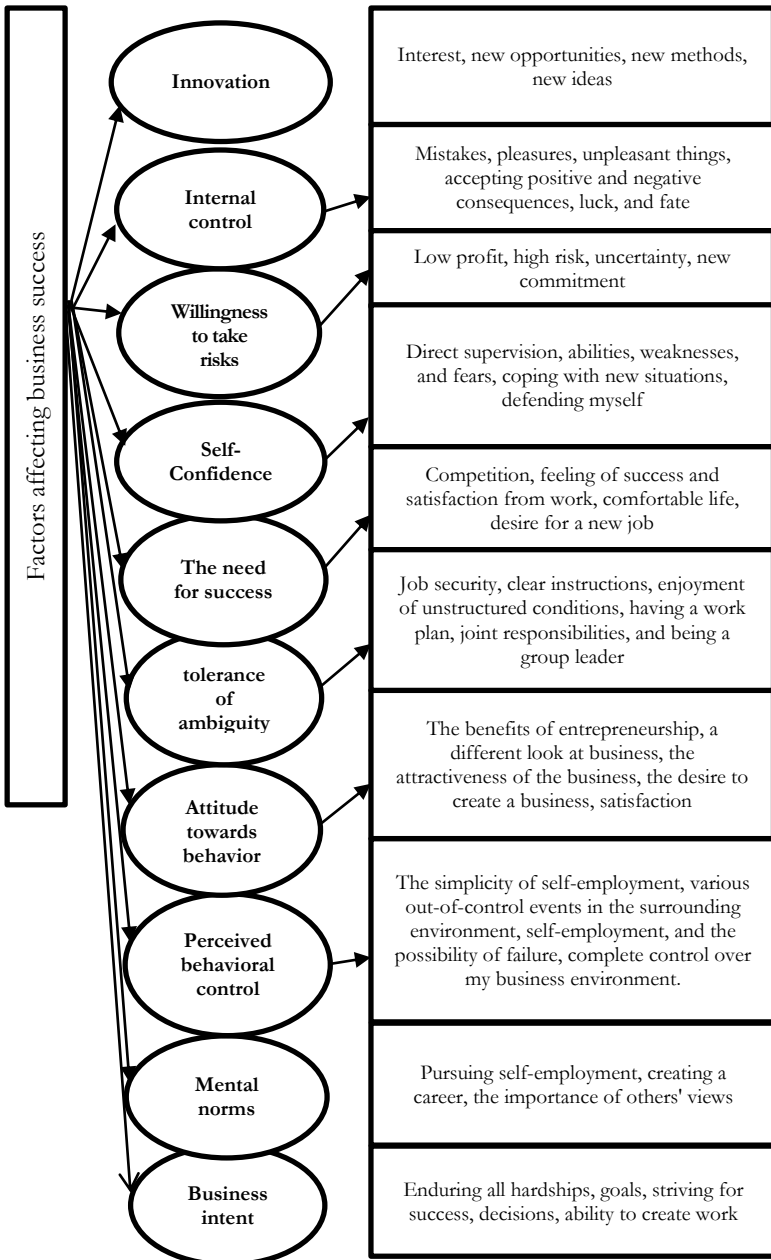 Factors affecting business success
Innovation
Interest, new opportunities, new methods,
new ideas
Internal
control
Mistakes, pleasures, unpleasant things,
accepting positive and negative
consequences, luck, and fate
Willingness
to take
risks
Low profit, high risk, uncertainty, new
commitment
Self-
Confidence
Direct supervision, abilities, weaknesses,
and fears, coping with new situations,
defending myself
The need
for success
Competition, feeling of success and
satisfaction from work, comfortable life,
desire for a new job
tolerance
of
ambiguity
Job security, clear instructions, enjoyment
of unstructured conditions, having a work
plan, joint responsibilities, and being a
group leader
Attitude
towards
behavior
The benefits of entrepreneurship, a
different look at business, the
attractiveness of the business, the desire to
create a business, satisfaction
Perceived
behavioral
control
The simplicity of self-employment, various
out-of-control events in the surrounding
environment, self-employment, and the
possibility of failure, complete control over
my business environment.
Mental
norms
Pursuing self-employment, creating a
career, the importance of others' views
Business
intent
Enduring all hardships, goals, striving for
success, decisions, ability to create work